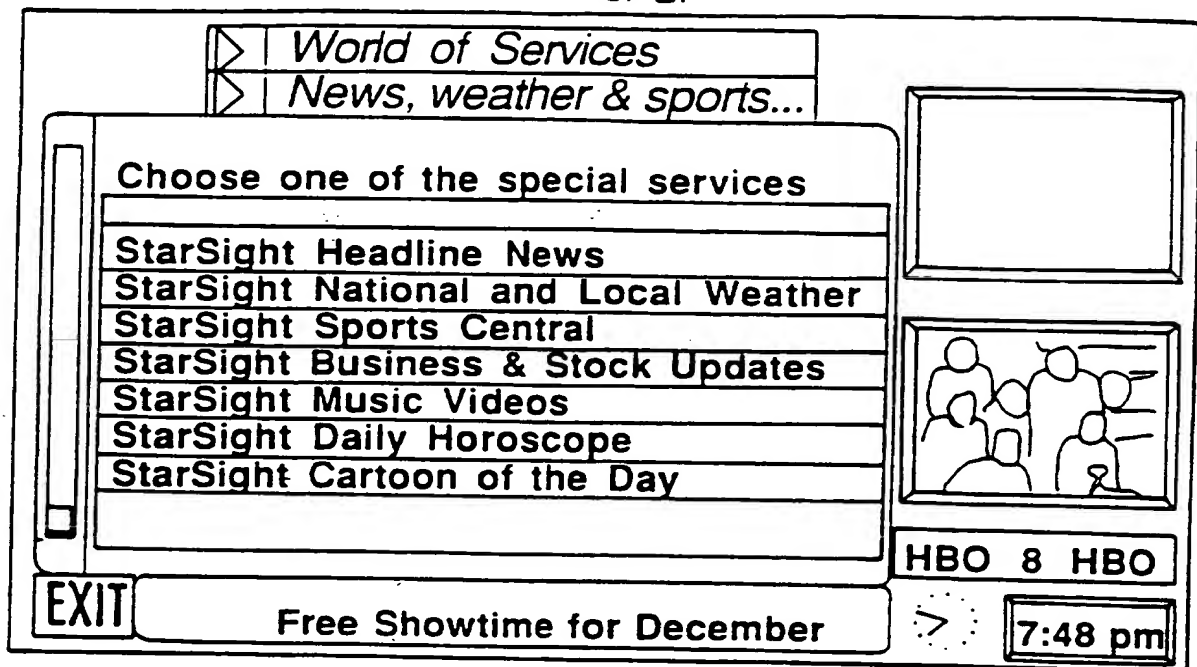 World of Services
News, weather & sports...
Choose one of the special services
StarSight Headline News
StarSight National and Local Weather
StarSight Sports Central
StarSight Business & Stock Updates
StarSight Music Videos
StarSight Daily Horoscope
StarSight Cartoon of the Day
HBO 8 HBO
EXIT
Free Showtime for December
7:48 pm